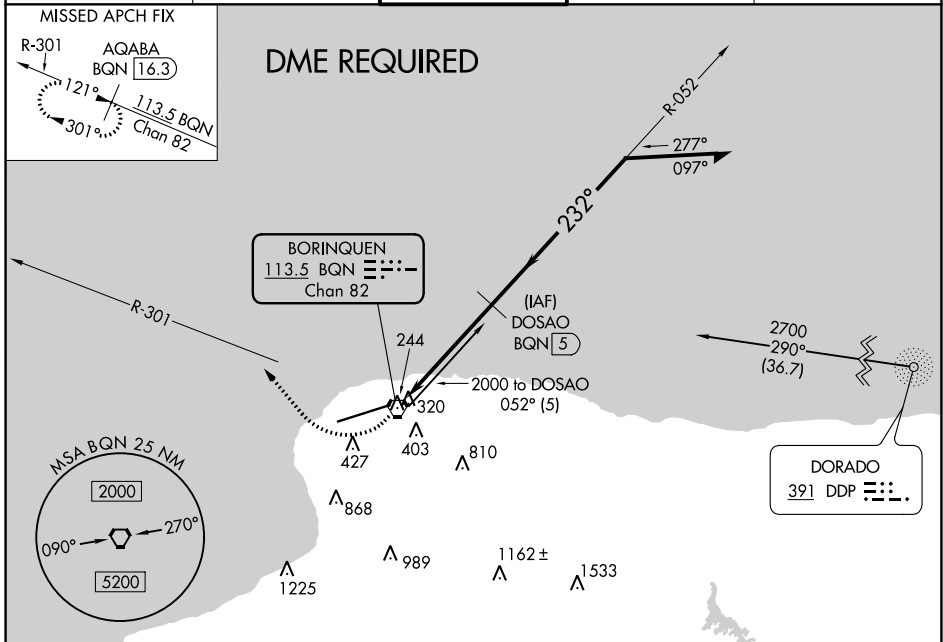 MISSED APCH FIX
R-301
AQABA
BQN 16.3
121°
301°
113.5 BQN
Chan 82
DME REQUIRED
R-052
277°
097°
232°
BORINQUEN
113.5 BQN
Chan 82
(IAF)
DOSAO
BQN 5
R-301
244
2700
290°
(36.7)
2000 to DOSAO
052° (5)
320
403
427
810
DORADO
391 DDP
MSA BQN 25 NM
2000
090°
270°
5200
868
989
1162 ±
1533
1225